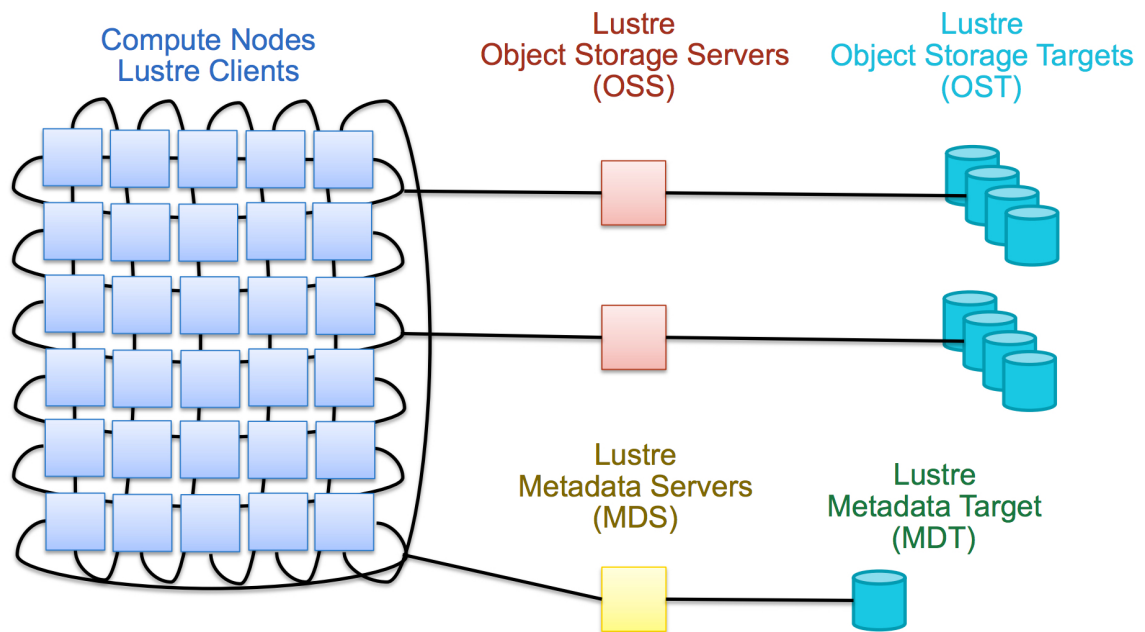 Compute Nodes
Lustre Clients
Lustre
Object Storage Servers
(OSS)
Lustre
Object Storage Targets
(OST)
Lustre
Metadata Servers
(MDS)
Lustre
Metadata Target
(MDT)